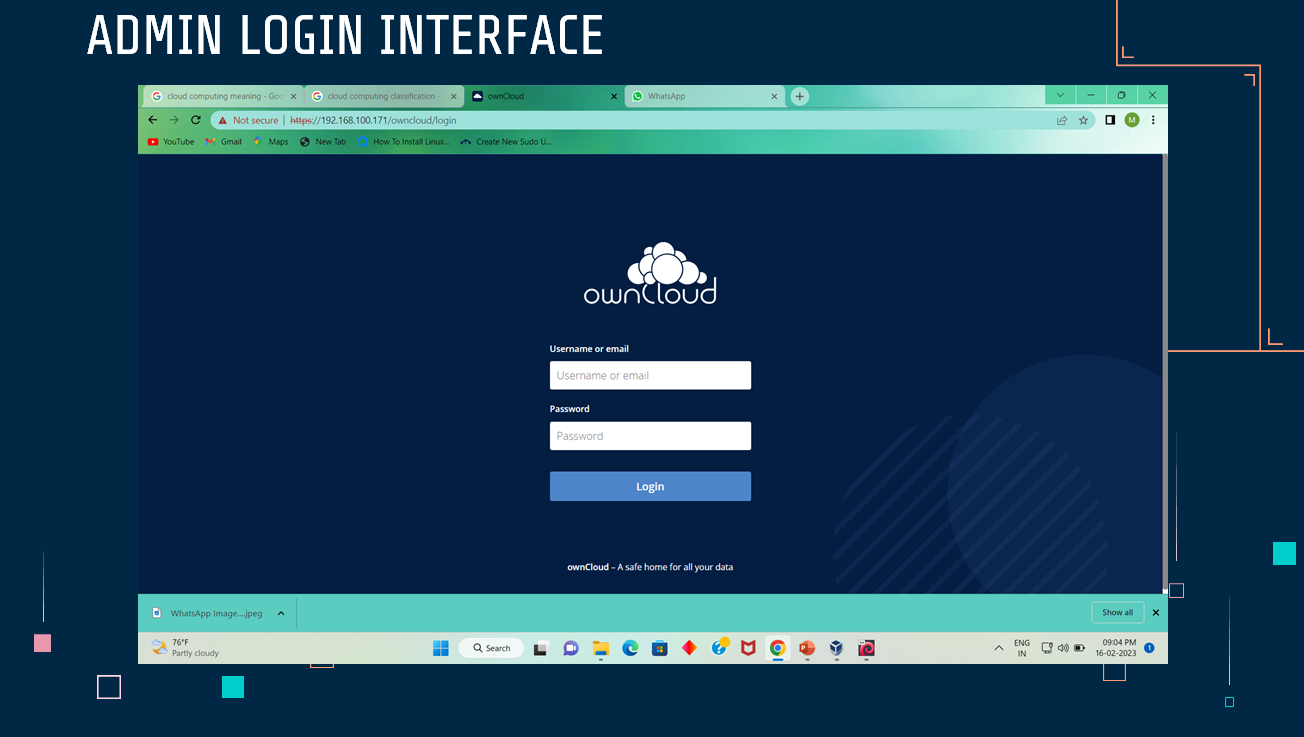 ADMIN LOGIN INTERFACE
cloud computing meaning - Goo
cloud computing classification -
ownCloud
WhatsApp
Not secure | https://192.168.100.171/owncloud/login
M
YouTube Gmail Maps New Tab How To Install Linux... Create New Sudo U...
ownCloud
Username or email
Username or email
Password
Password
Login
ownCloud – A safe home for all your data
WhatsApp Image....jpeg
Show all
76°F
Partly cloudy
Search
ENG
IN
09:04 PM
16-02-2023
1